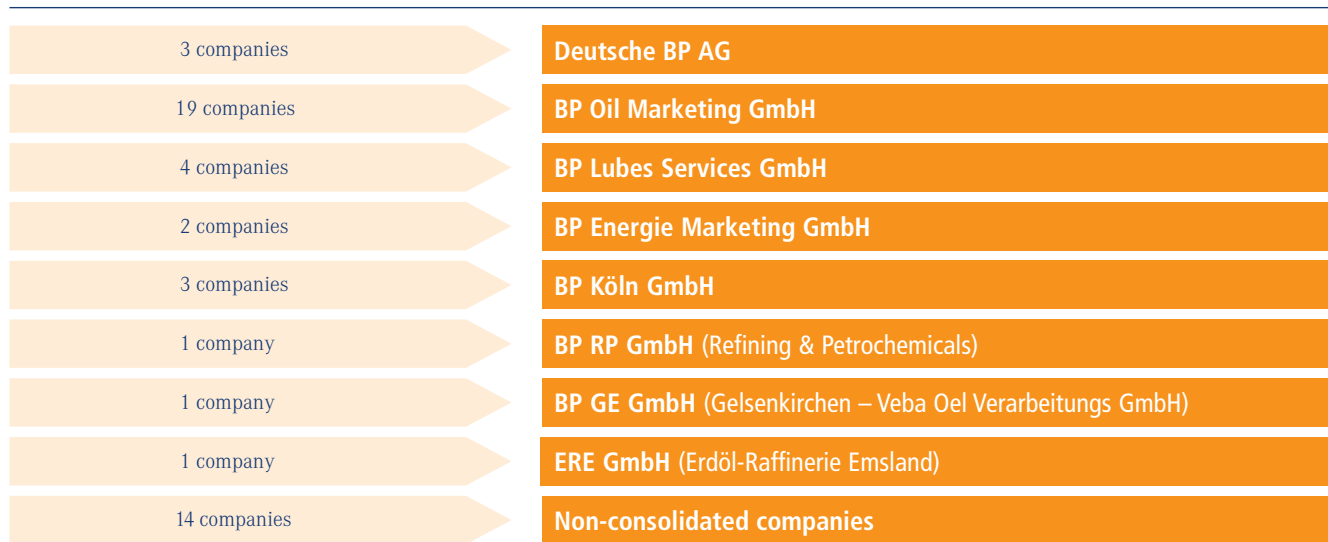 3 companies Deutsche BP AG
19 companies BP Oil Marketing GmbH
4 companies BP Lubes Services GmbH
2 companies BP Energie Marketing GmbH
3 companies BP Köln GmbH
1 company BP RP GmbH (Refining & Petrochemicals)
1 company BP GE GmbH (Gelsenkirchen – Veba Oel Verarbeitungs GmbH)
1 company ERE GmbH (Erdöl-Raffinerie Emsland)
14 companies Non-consolidated companies